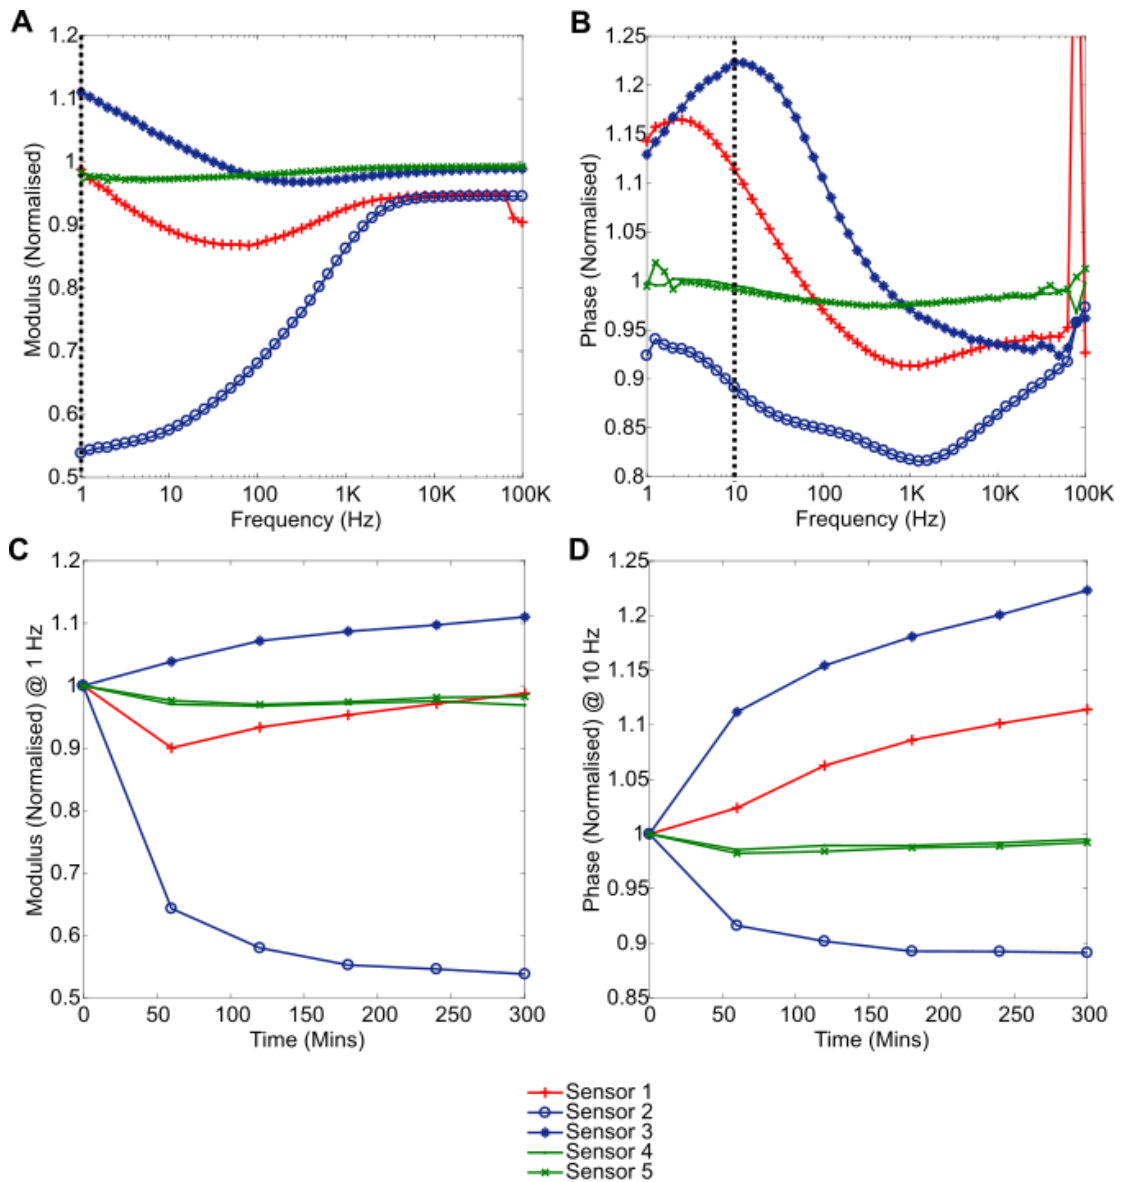 A
1.2
1.1
1
0.9
0.8
0.7
0.6
0.5
Modulus (Normalised)
1 10 100 1K 10K 100K
Frequency (Hz)
B
1.25
1.2
1.15
1.1
1.05
1
0.95
0.9
0.85
0.8
Phase (Normalised)
1 10 100 1K 10K 100K
Frequency (Hz)
C
1.2
1.1
1
0.9
0.8
0.7
0.6
0.5
Modulus (Normalised) @ 1 Hz
0 50 100 150 200 250 300
Time (Mins)
D
1.25
1.2
1.15
1.1
1.05
1
0.95
0.9
0.85
Phase (Normalised) @ 10 Hz
0 50 100 150 200 250 300
Time (Mins)
Sensor 1
Sensor 2
Sensor 3
Sensor 4
Sensor 5